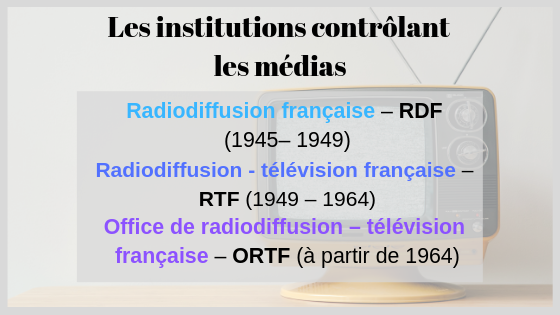 Les institutions contrôlant
les médias
Radiodiffusion française – RDF
(1945– 1949)
Radiodiffusion - télévision française –
RTF (1949 – 1964)
Office de radiodiffusion – télévision
française – ORTF (à partir de 1964)